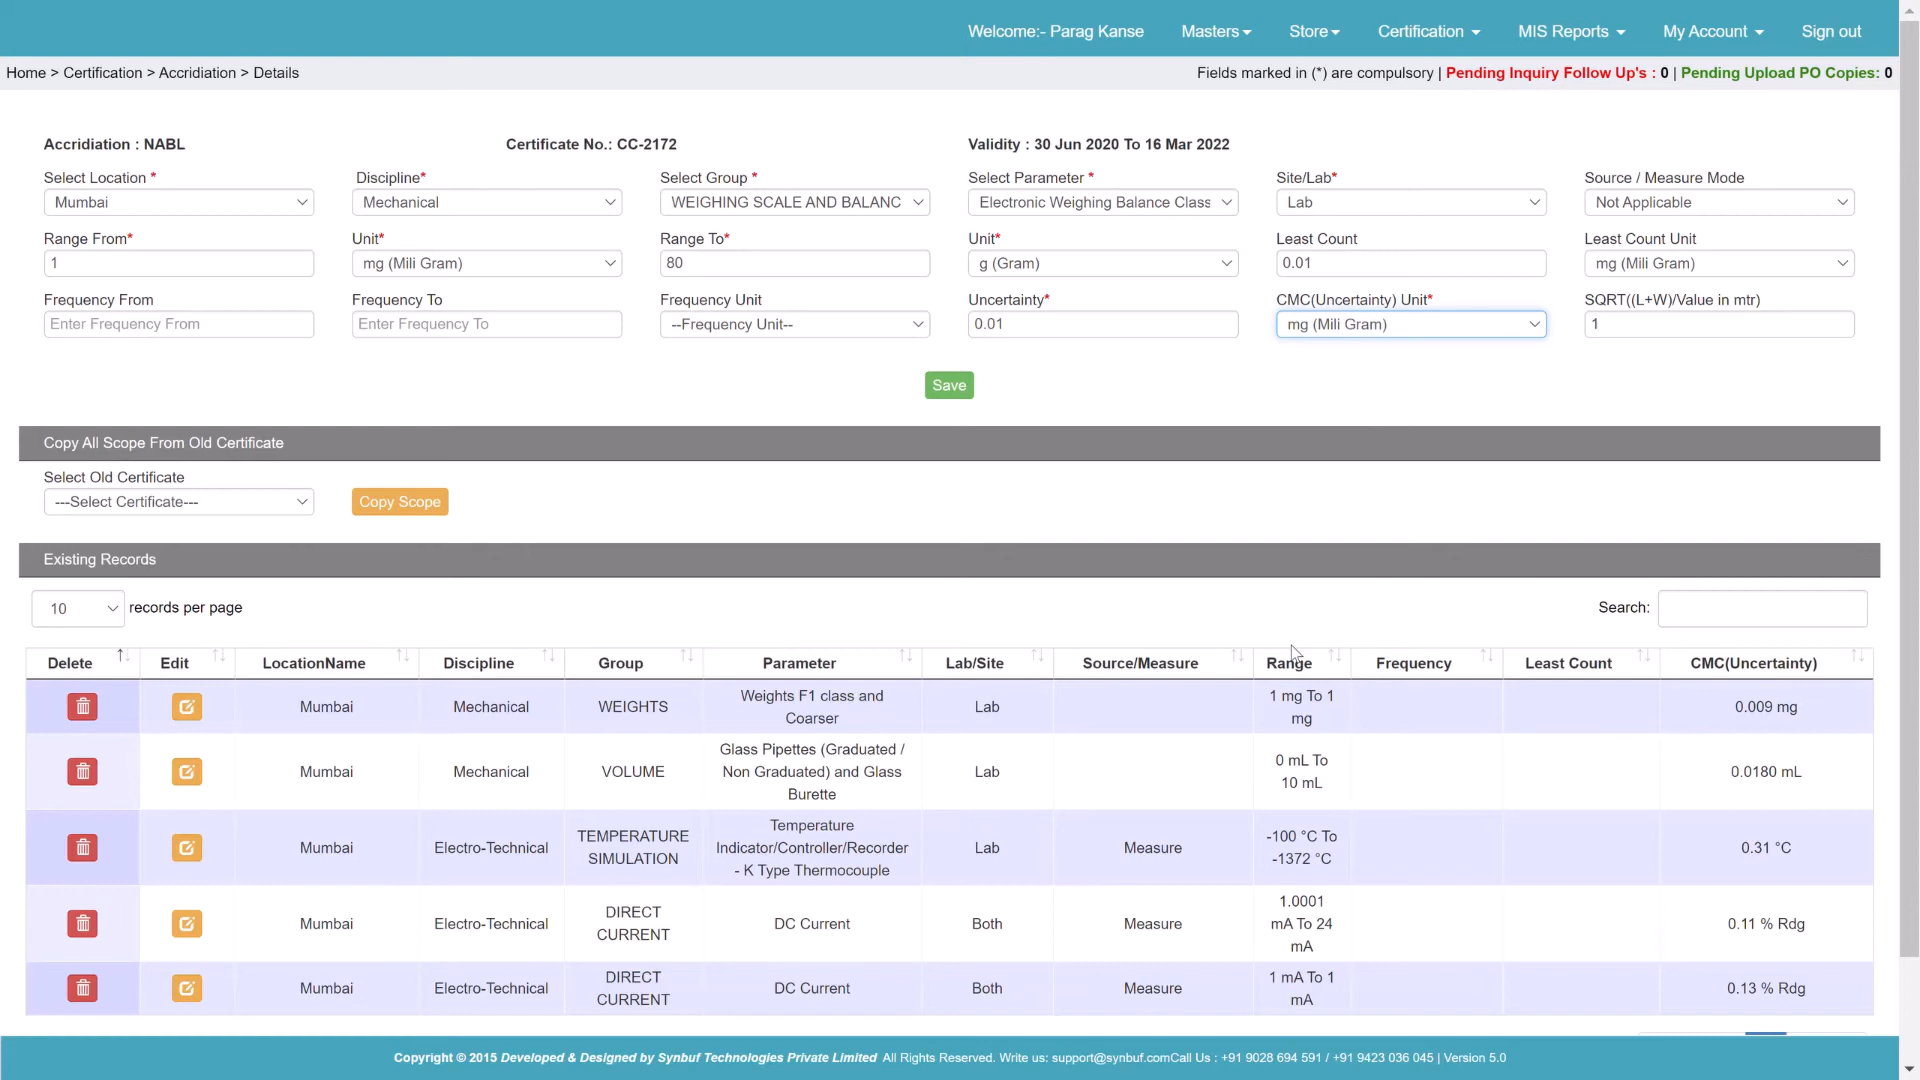 Welcome:- Parag Kanse Masters Store Certification MIS Reports My Account Sign out
Home > Certification > Accridiation > Details
Fields marked in (*) are compulsory | Pending Inquiry Follow Up's : 0 | Pending Upload PO Copies: 0
Accridiation : NABL Certificate No.: CC-2172 Validity : 30 Jun 2020 To 16 Mar 2022
Select Location * Discipline* Select Group * Select Parameter * Site/Lab* Source / Measure Mode
Mumbai Mechanical WEIGHING SCALE AND BALANC Electronic Weighing Balance Class Lab Not Applicable
Range From* Unit* Range To* Unit* Least Count Least Count Unit
1 mg (Mili Gram) 80 g (Gram) 0.01 mg (Mili Gram)
Frequency From Frequency To Frequency Unit Uncertainty* CMC(Uncertainty) Unit* SQRT((L+W)/Value in mtr)
Enter Frequency From Enter Frequency To --Frequency Unit-- 0.01 mg (Mili Gram) 1
Save
Copy All Scope From Old Certificate
Select Old Certificate
---Select Certificate--- Copy Scope
Existing Records
10 records per page Search:
Delete Edit LocationName Discipline Group Parameter Lab/Site Source/Measure Range Frequency Least Count CMC(Uncertainty)
Mumbai Mechanical WEIGHTS Weights F1 class and Coarser Lab 1 mg To 1 mg 0.009 mg
Mumbai Mechanical VOLUME Glass Pipettes (Graduated / Non Graduated) and Glass Burette Lab 0 mL To 10 mL 0.0180 mL
Mumbai Electro-Technical TEMPERATURE SIMULATION Temperature Indicator/Controller/Recorder - K Type Thermocouple Lab Measure -100 °C To -1372 °C 0.31 °C
Mumbai Electro-Technical DIRECT CURRENT DC Current Both Measure 1.0001 mA To 24 mA 0.11 % Rdg
Mumbai Electro-Technical DIRECT CURRENT DC Current Both Measure 1 mA To 1 mA 0.13 % Rdg
Copyright © 2015 Developed & Designed by Synbuf Technologies Private Limited All Rights Reserved. Write us: support@synbuf.comCall Us : +91 9028 694 591 / +91 9423 036 045 | Version 5.0